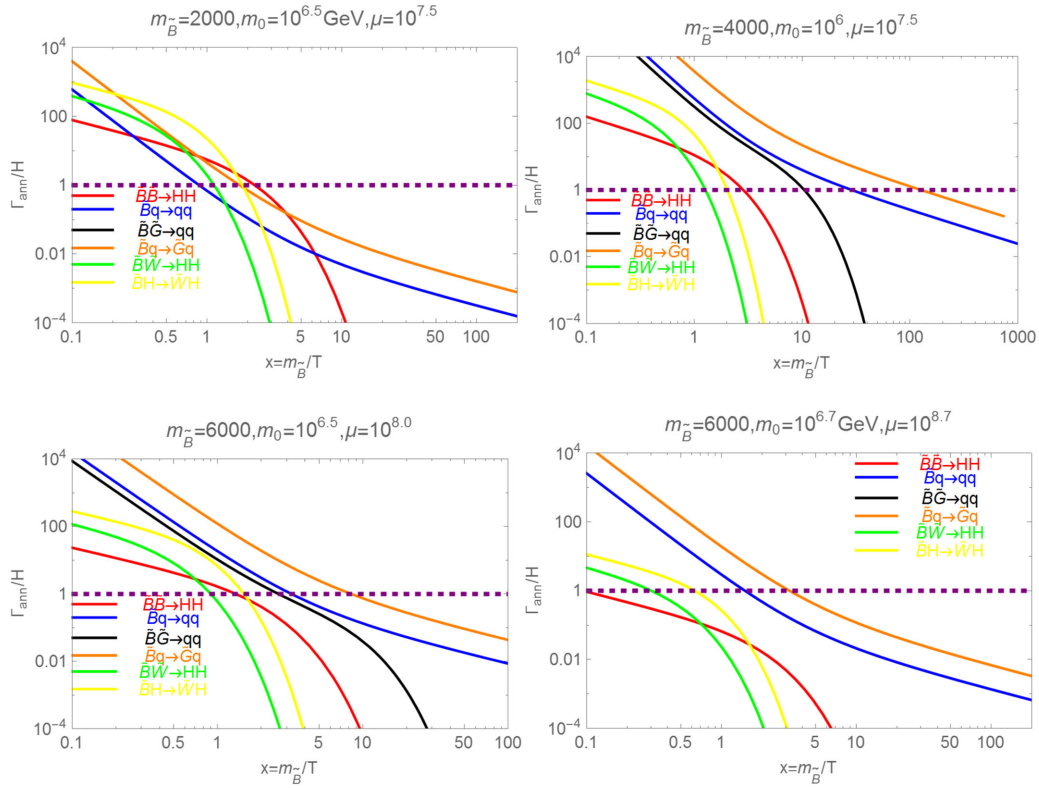 m_B̃=2000,m₀=10^6.5GeV,μ=10^7.5
10⁴
100
1
0.01
10⁻⁴
Γ_ann/H
B̃B̃→HH
B̃q→qq
B̃G̃→qq
B̃q→G̃q
B̃W̃→HH
B̃H→W̃H
0.1 0.5 1 5 10 50 100
x=m_B̃/T
m_B̃=4000,m₀=10^6,μ=10^7.5
10⁴
100
1
0.01
10⁻⁴
Γ_ann/H
B̃B̃→HH
B̃q→qq
B̃G̃→qq
B̃q→G̃q
B̃W̃→HH
B̃H→W̃H
0.1 1 10 100 1000
x=m_B̃/T
m_B̃=6000,m₀=10^6.5,μ=10^8.0
10⁴
100
1
0.01
10⁻⁴
Γ_ann/H
B̃B̃→HH
B̃q→qq
B̃G̃→qq
B̃q→G̃q
B̃W̃→HH
B̃H→W̃H
0.1 0.5 1 5 10 50 100
x=m_B̃/T
m_B̃=6000,m₀=10^6.7GeV,μ=10^8.7
10⁴
100
1
0.01
10⁻⁴
Γ_ann/H
B̃B̃→HH
B̃q→qq
B̃G̃→qq
B̃q→G̃q
B̃W̃→HH
B̃H→W̃H
0.1 0.5 1 5 10 50 100
x=m_B̃/T